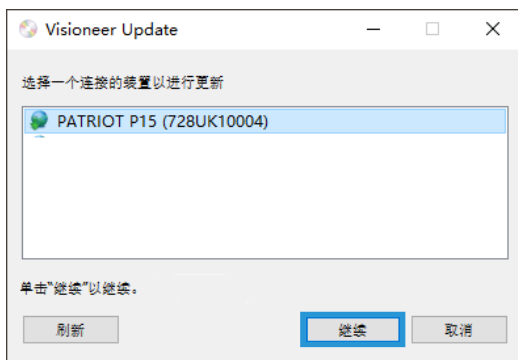 Visioneer Update
选择一个连接的装置以进行更新
PATRIOT P15 (728UK10004)
单击“继续”以继续。
刷新
继续
取消